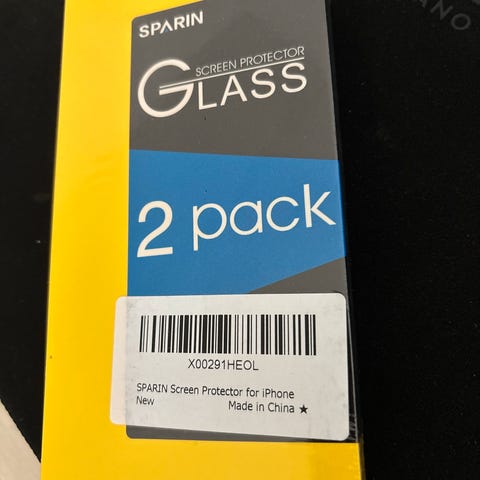 SPARIN
SCREEN PROTECTOR
GLASS
2 pack
X00291HEOL
SPARIN Screen Protector for iPhone
New Made in China ★